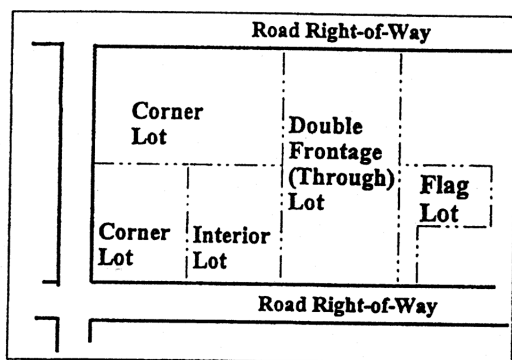 Road Right-of-Way
Corner
Lot
Double
Frontage
(Through)
Lot
Flag
Lot
Corner
Lot
Interior
Lot
Road Right-of-Way